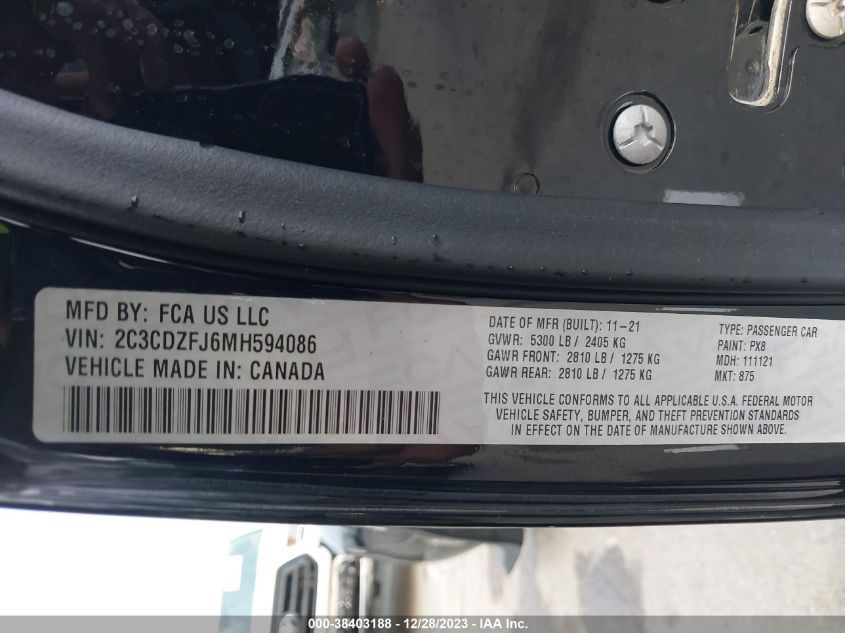 MFD BY: FCA US LLC
VIN: 2C3CDZFJ6MH594086
VEHICLE MADE IN: CANADA
DATE OF MFR (BUILT): 11-21
GVWR: 5300 LB / 2405 KG
GAWR FRONT: 2810 LB / 1275 KG
GAWR REAR: 2810 LB / 1275 KG
TYPE: PASSENGER CAR
PAINT: PX8
MDH: 111121
MKT: 875
THIS VEHICLE CONFORMS TO ALL APPLICABLE U.S.A. FEDERAL MOTOR
VEHICLE SAFETY, BUMPER, AND THEFT PREVENTION STANDARDS
IN EFFECT ON THE DATE OF MANUFACTURE SHOWN ABOVE.
000-38403188 - 12/28/2023 - IAA Inc.